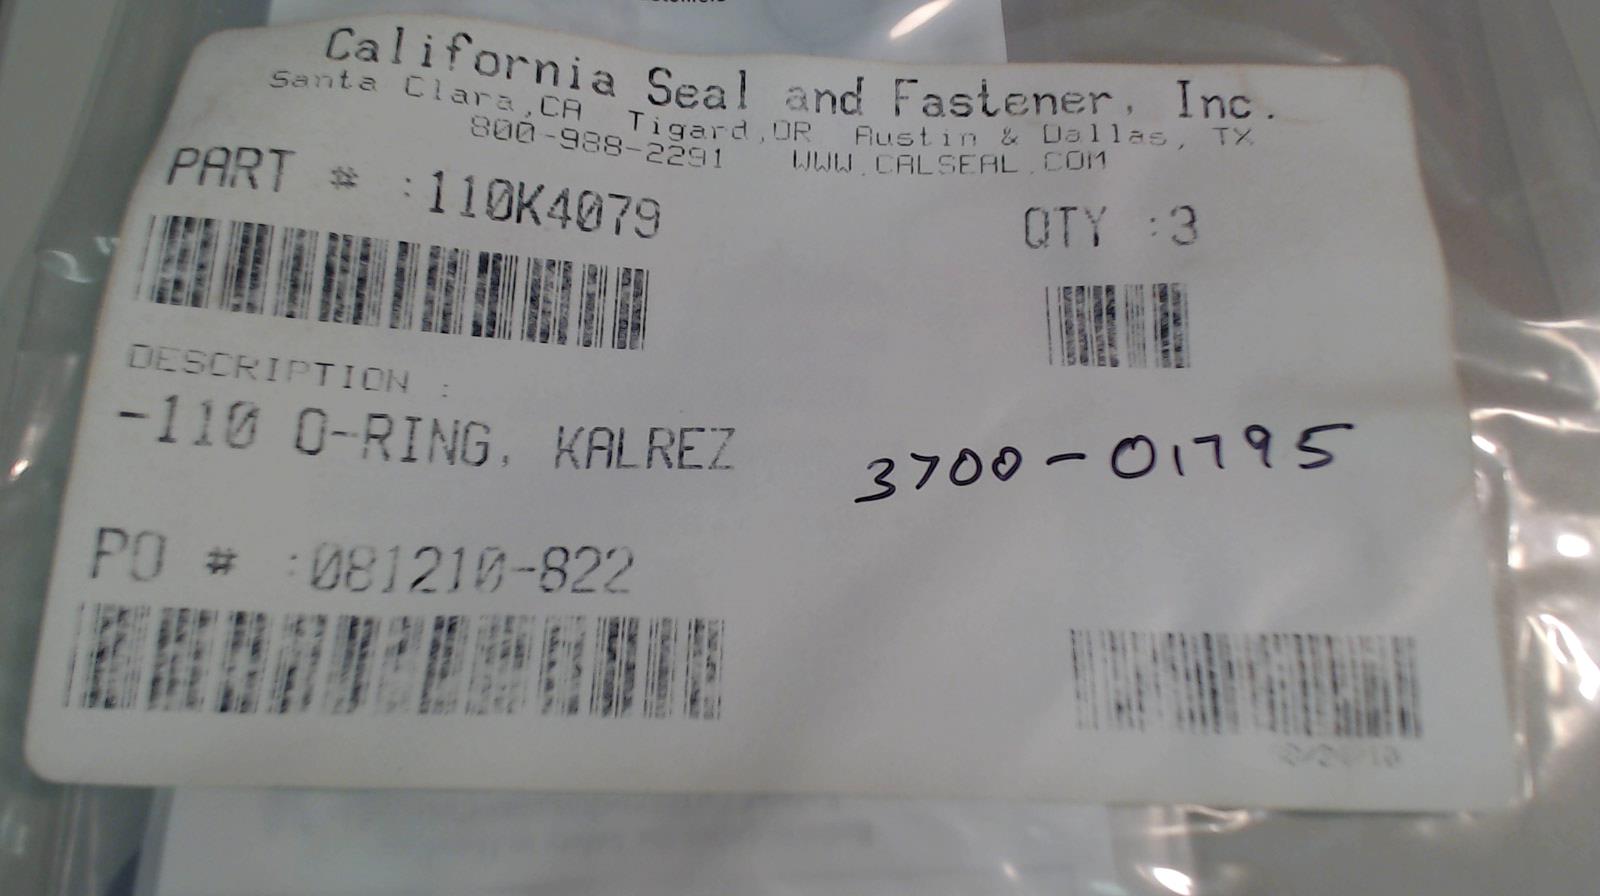 California Seal and Fastener, Inc.
Santa Clara,CA Tigard,OR Austin & Dallas, TX
800-988-2291 WWW.CALSEAL.COM
PART # :110K4079
QTY :3
DESCRIPTION :
-110 O-RING, KALREZ
3700-01795
PO # :081210-822